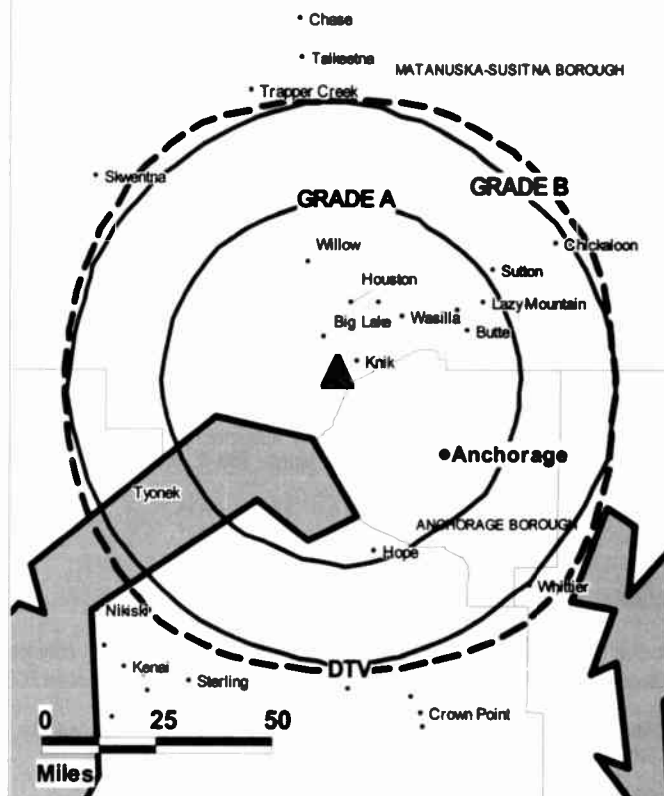 Chase
Talkeetna
MATANUSKA-SUSITNA BOROUGH
Trapper Creek
Skwentna
GRADE B
GRADE A
Chickaloon
Willow
Sutton
Houston
Lazy Mountain
Big Lake
Wasilla
Butte
Knik
Anchorage
Tyonek
ANCHORAGE BOROUGH
Hope
Whittier
Nikiski
DTV
Kenai
Sterling
Crown Point
0 25 50
Miles